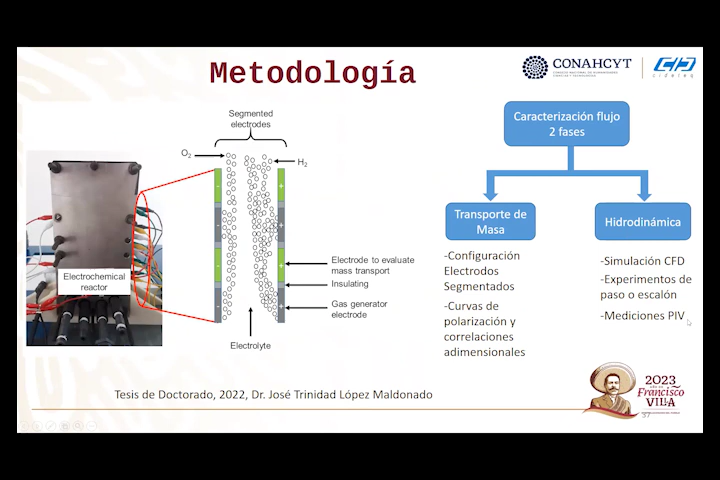 Metodología
CONAHCYT
cideteq
Segmented
electrodes
O2
H2
Electrochemical
reactor
Electrode to evaluate
mass transport
Insulating
Gas generator
electrode
Electrolyte
Caracterización flujo
2 fases
Transporte de
Masa
-Configuración
Electrodos
Segmentados
-Curvas de
polarización y
correlaciones
adimensionales
Hidrodinámica
-Simulación CFD
-Experimentos de
paso o escalón
-Mediciones PIV
Tesis de Doctorado, 2022, Dr. José Trinidad López Maldonado
2023
Francisco
VILLA
37